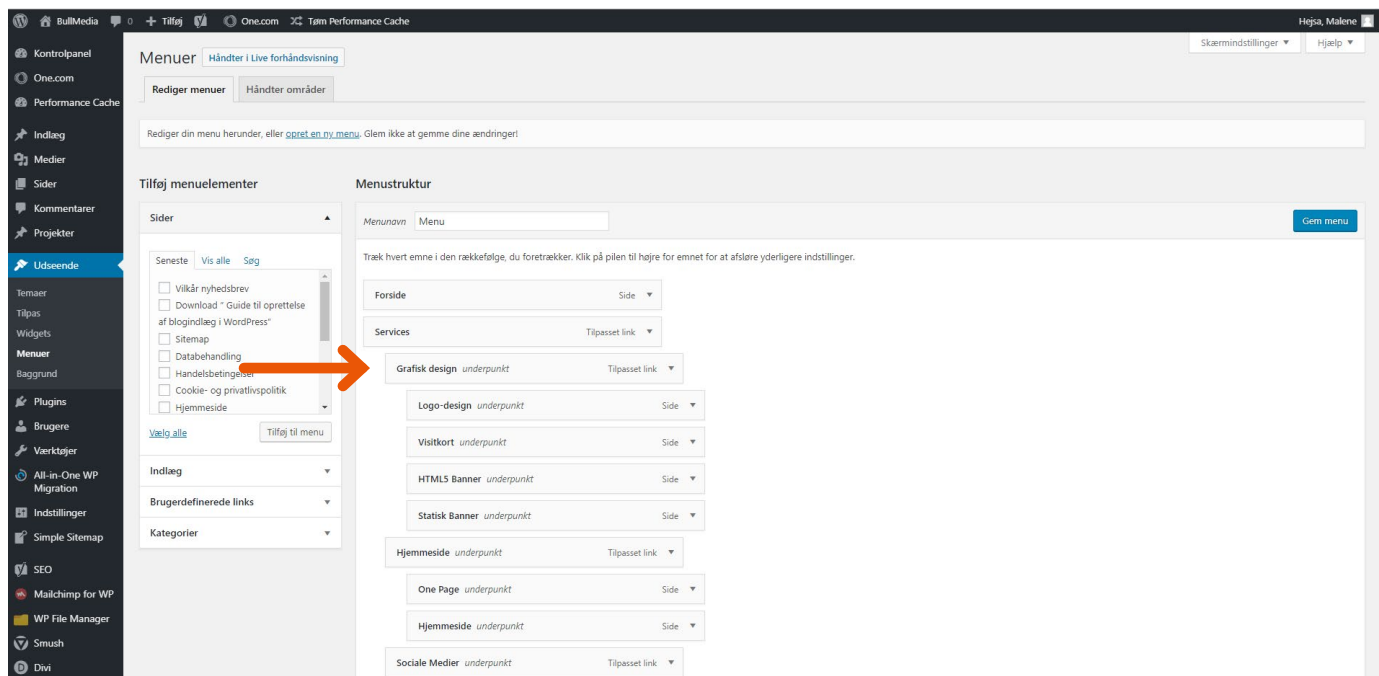 BullMedia 0 Tilføj One.com Tøm Performance Cache Hejsa, Malene
Kontrolpanel
One.com
Performance Cache
Indlæg
Medier
Sider
Kommentarer
Projekter
Udseende
Temaer
Tilpas
Widgets
Menuer
Baggrund
Plugins
Brugere
Værktøjer
All-in-One WP
Migration
Indstillinger
Simple Sitemap
SEO
Mailchimp for WP
WP File Manager
Smush
Divi
Skærmindstillinger Hjælp
Menuer Håndter i Live forhåndsvisning
Rediger menuer Håndter områder
Rediger din menu herunder, eller opret en ny menu. Glem ikke at gemme dine ændringer!
Tilføj menuelementer
Sider
Seneste Vis alle Søg
Vilkår nyhedsbrev
Download " Guide til oprettelse
af blogindlæg i WordPress"
Sitemap
Databehandling
Handelsbetingelser
Cookie- og privatlivspolitik
Hjemmeside
Vælg alle Tilføj til menu
Indlæg
Brugerdefinerede links
Kategorier
Menustruktur
Menunavn Menu Gem menu
Træk hvert emne i den rækkefølge, du foretrækker. Klik på pilen til højre for emnet for at afsløre yderligere indstillinger.
Forside Side
Services Tilpasset link
Grafisk design underpunkt Tilpasset link
Logo-design underpunkt Side
Visitkort underpunkt Side
HTML5 Banner underpunkt Side
Statisk Banner underpunkt Side
Hjemmeside underpunkt Tilpasset link
One Page underpunkt Side
Hjemmeside underpunkt Side
Sociale Medier underpunkt Tilpasset link